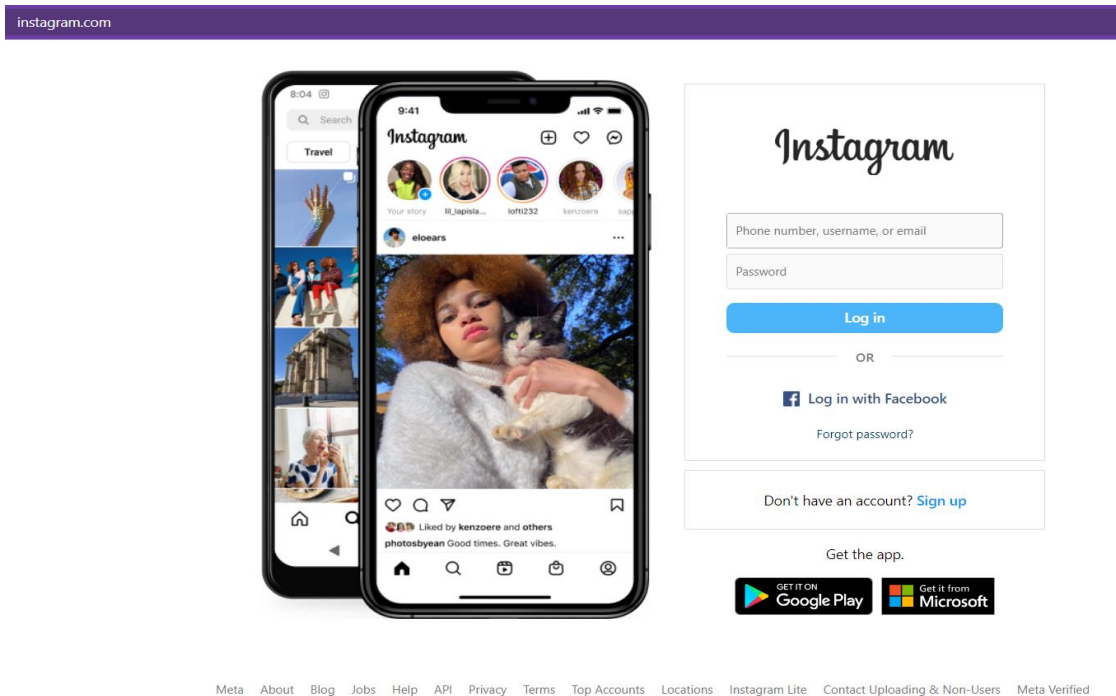 instagram.com
8:04
Search
Travel
9:41
Instagram
Your story lil_lapisla... lofti232 kenzoere sapp
eloears
Liked by kenzoere and others
photosbyean Good times. Great vibes.
Instagram
Phone number, username, or email
Password
Log in
OR
Log in with Facebook
Forgot password?
Don't have an account? Sign up
Get the app.
GET IT ON
Google Play
Get it from
Microsoft
Meta About Blog Jobs Help API Privacy Terms Top Accounts Locations Instagram Lite Contact Uploading & Non-Users Meta Verified